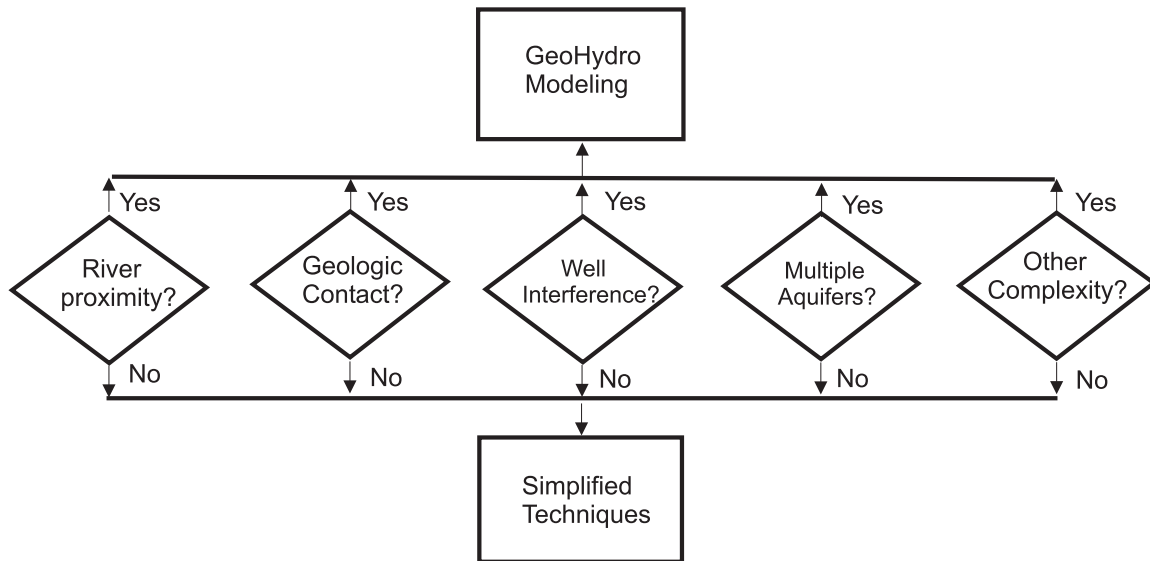 GeoHydro
Modeling
Yes
Yes
Yes
Yes
Yes
River
proximity?
Geologic
Contact?
Well
Interference?
Multiple
Aquifers?
Other
Complexity?
No
No
No
No
No
Simplified
Techniques